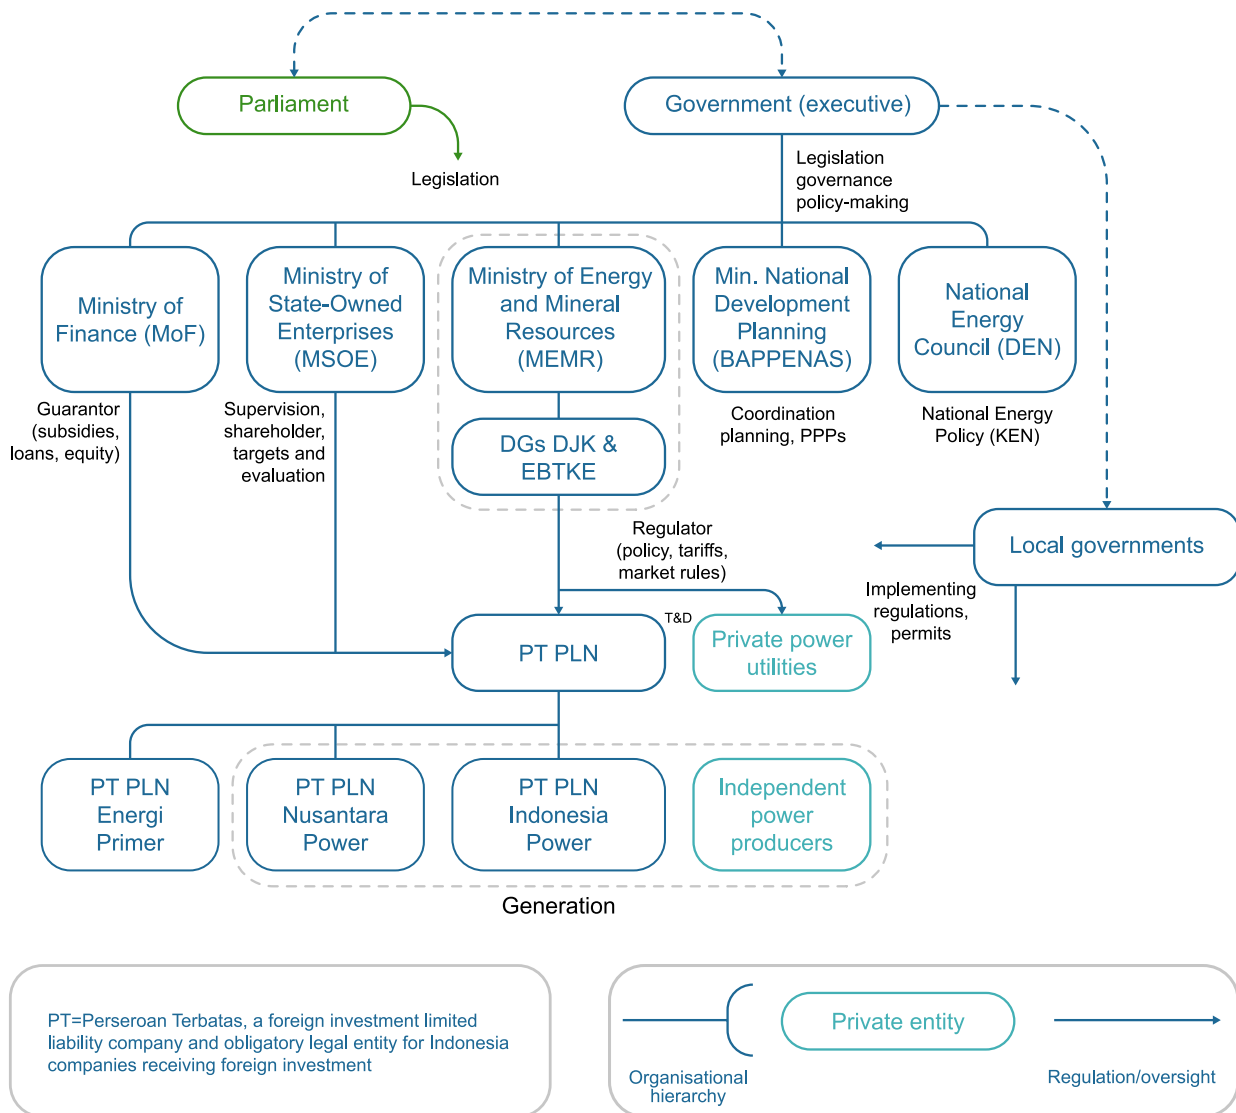 Parliament
Government (executive)
Legislation
Legislation
governance
policy-making
Ministry of
Finance (MoF)
Ministry of
State-Owned
Enterprises
(MSOE)
Ministry of Energy
and Mineral
Resources
(MEMR)
Min. National
Development
Planning
(BAPPENAS)
National
Energy
Council (DEN)
Guarantor
(subsidies,
loans, equity)
Supervision,
shareholder,
targets and
evaluation
DGs DJK &
EBTKE
Coordination
planning, PPPs
National Energy
Policy (KEN)
Regulator
(policy, tariffs,
market rules)
Local governments
Implementing
regulations,
permits
PT PLN
T&D
Private power
utilities
PT PLN
Energi
Primer
PT PLN
Nusantara
Power
PT PLN
Indonesia
Power
Independent
power
producers
Generation
PT=Perseroan Terbatas, a foreign investment limited
liability company and obligatory legal entity for Indonesia
companies receiving foreign investment
Organisational
hierarchy
Private entity
Regulation/oversight